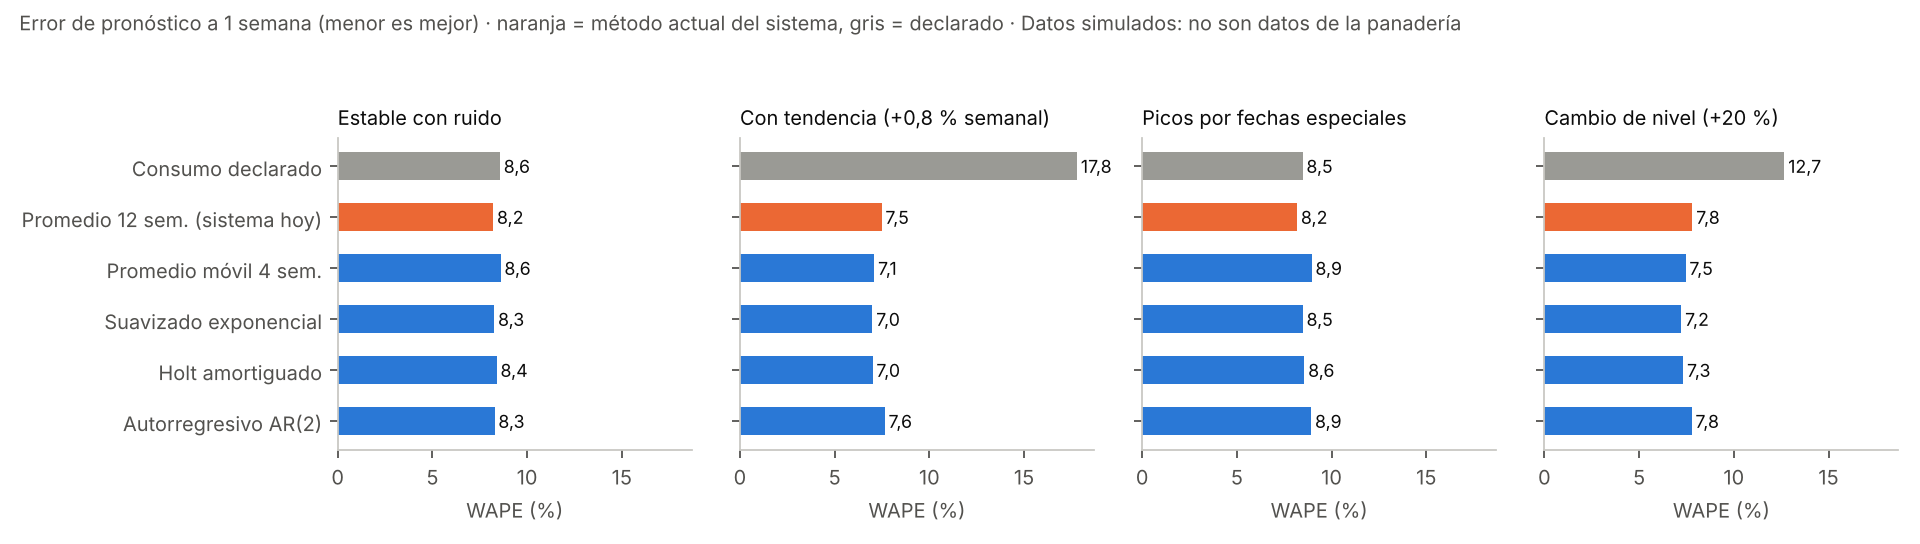 Error de pronóstico a 1 semana (menor es mejor) · naranja = método actual del sistema, gris = declarado · Datos simulados: no son datos de la panadería
Estable con ruido
Con tendencia (+0,8 % semanal)
Picos por fechas especiales
Cambio de nivel (+20 %)
Consumo declarado 8,6 17,8 8,5 12,7
Promedio 12 sem. (sistema hoy) 8,2 7,5 8,2 7,8
Promedio móvil 4 sem. 8,6 7,1 8,9 7,5
Suavizado exponencial 8,3 7,0 8,5 7,2
Holt amortiguado 8,4 7,0 8,6 7,3
Autorregresivo AR(2) 8,3 7,6 8,9 7,8
0 5 10 15 0 5 10 15 0 5 10 15 0 5 10 15
WAPE (%) WAPE (%) WAPE (%) WAPE (%)